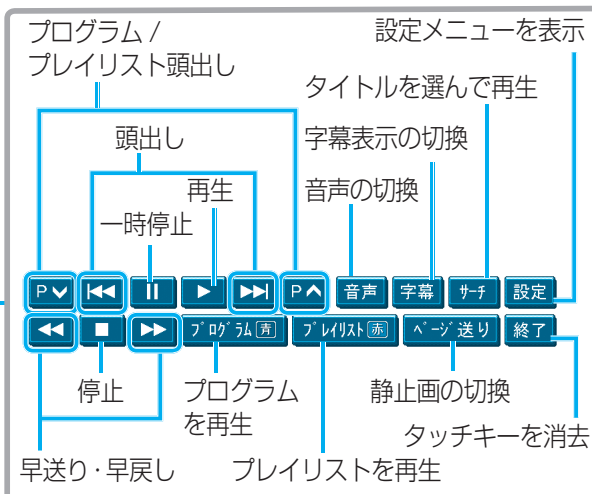 プログラム /
プレイリスト頭出し
設定メニューを表示
タイトルを選んで再生
頭出し
字幕表示の切換
再生
音声の切換
一時停止
P P 音声 字幕 ｻｰﾁ 設定
ﾌﾟﾛｸﾞﾗﾑ 青 ﾌﾟﾚｲﾘｽﾄ 赤 ﾍﾟｰｼﾞ送り 終了
停止
プログラム
を再生
静止画の切換
タッチキーを消去
早送り・早戻し
プレイリストを再生